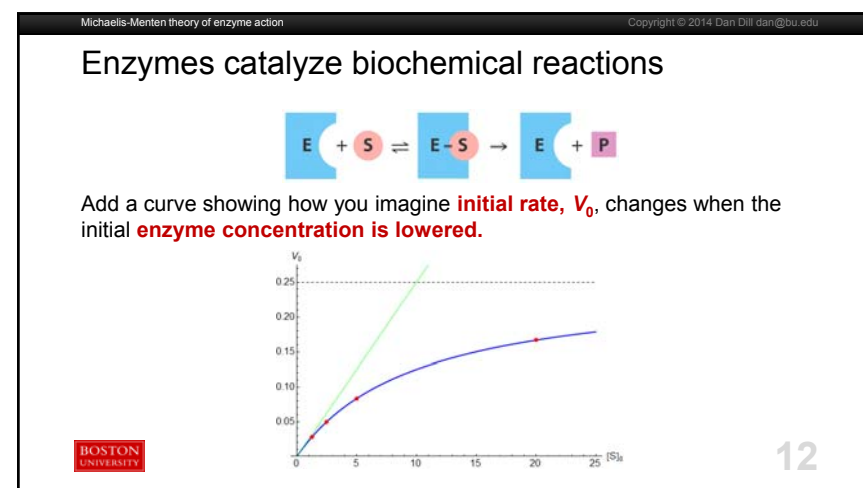 Michaelis-Menten theory of enzyme action
Copyright © 2014 Dan Dill dan@bu.edu
Enzymes catalyze biochemical reactions
E + S ⇌ E-S → E + P
Add a curve showing how you imagine initial rate, V0, changes when the
initial enzyme concentration is lowered.
V0
0.25
0.20
0.15
0.10
0.05
0 5 10 15 20 25 [S]0
BOSTON
UNIVERSITY
12